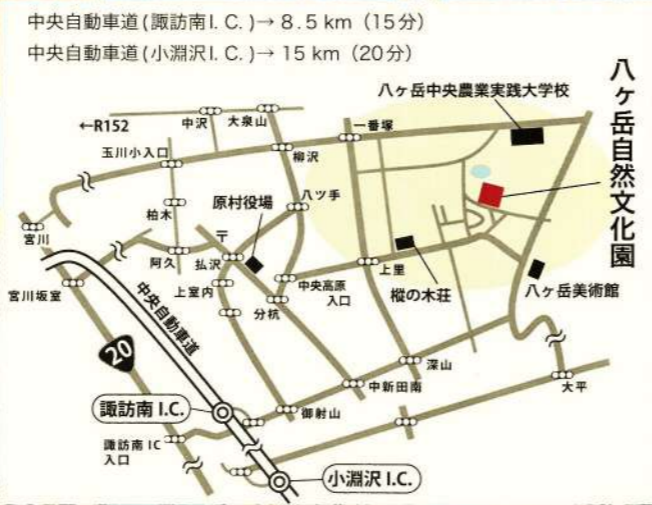 中央自動車道(諏訪南I.C.)→ 8.5 km（15分）
中央自動車道(小淵沢I.C.)→ 15 km（20分）
八ヶ岳自然文化園
八ヶ岳中央農業実践大学校
←R152
中沢
大泉山
一番塚
玉川小入口
柳沢
八ツ手
柏木
原村役場
宮川
〒
阿久
払沢
上里
宮川坂室
上室内
中央高原
入口
樅の木荘
八ヶ岳美術館
分杭
中央自動車道
20
深山
中新田南
大平
諏訪南 I.C.
御射山
諏訪南 IC
入口
小淵沢 I.C.